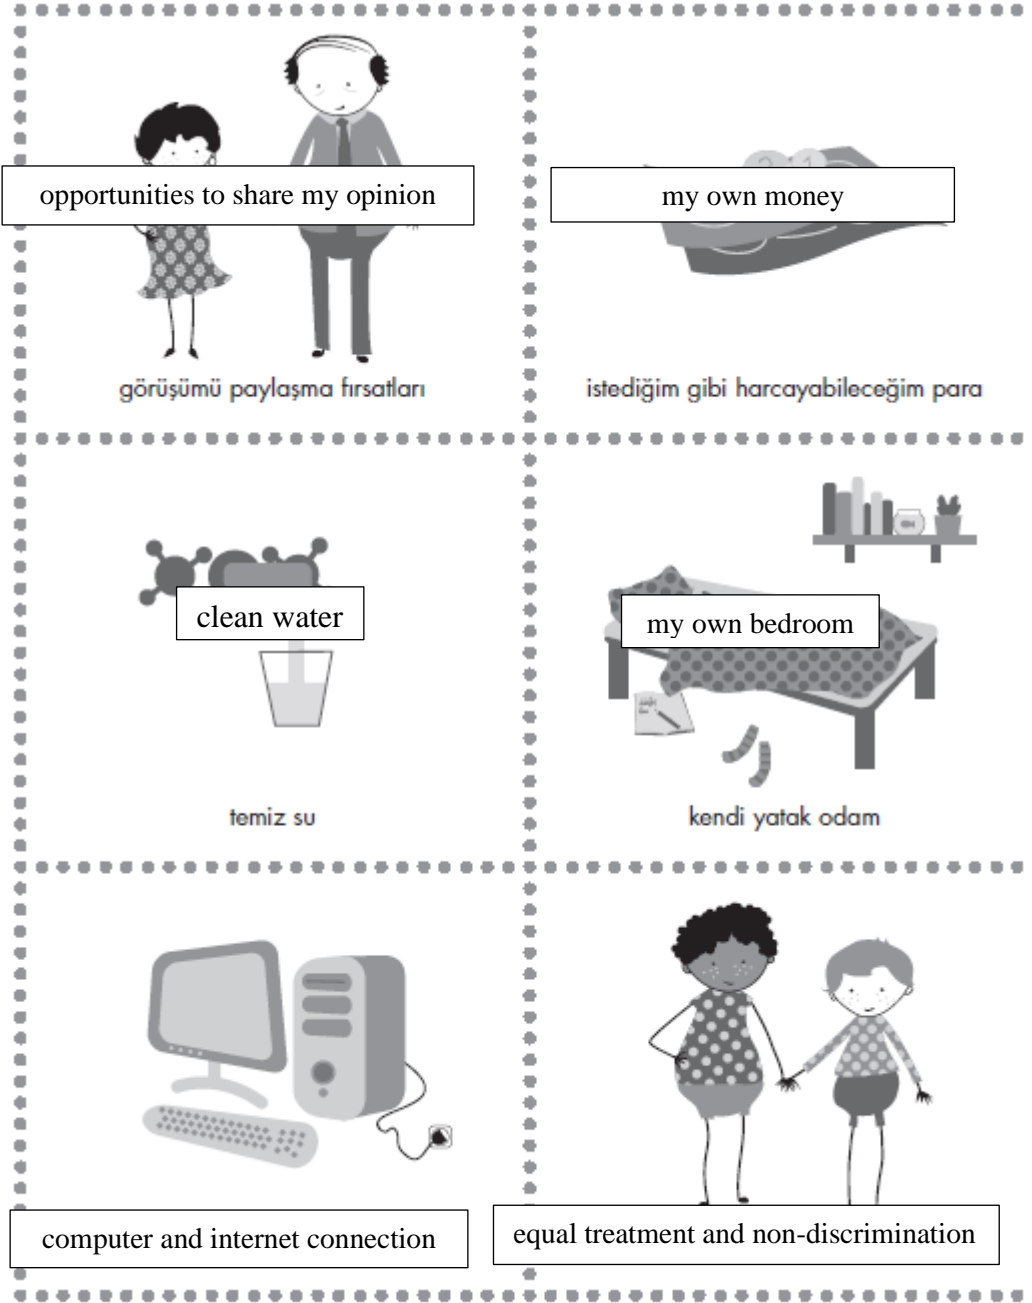 opportunities to share my opinion
my own money
görüşümü paylaşma fırsatları
istediğim gibi harcayabileceğim para
clean water
my own bedroom
temiz su
kendi yatak odam
computer and internet connection
equal treatment and non-discrimination